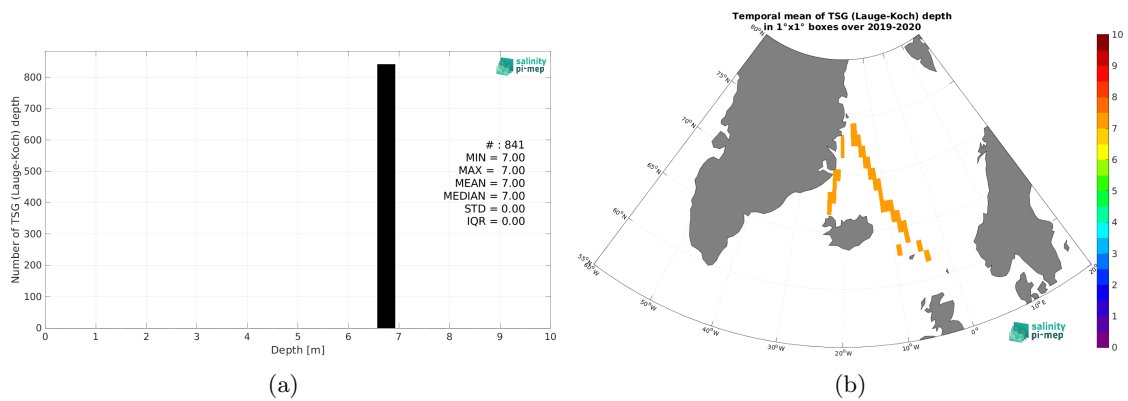 Number of TSG (Lauge-Koch) depth
800
700
600
500
400
300
200
100
0
0 1 2 3 4 5 6 7 8 9 10
Depth [m]
salinity
pi-mep
# : 841
MIN = 7.00
MAX = 7.00
MEAN = 7.00
MEDIAN = 7.00
STD = 0.00
IQR = 0.00
(a)
Temporal mean of TSG (Lauge-Koch) depth
in 1°x1° boxes over 2019-2020
80°N
75°N
70°N
65°N
60°N
55°N
60°W
50°W
40°W
30°W
20°W
10°W
0°
10°E
20°
salinity
pi-mep
10
9
8
7
6
5
4
3
2
1
0
(b)